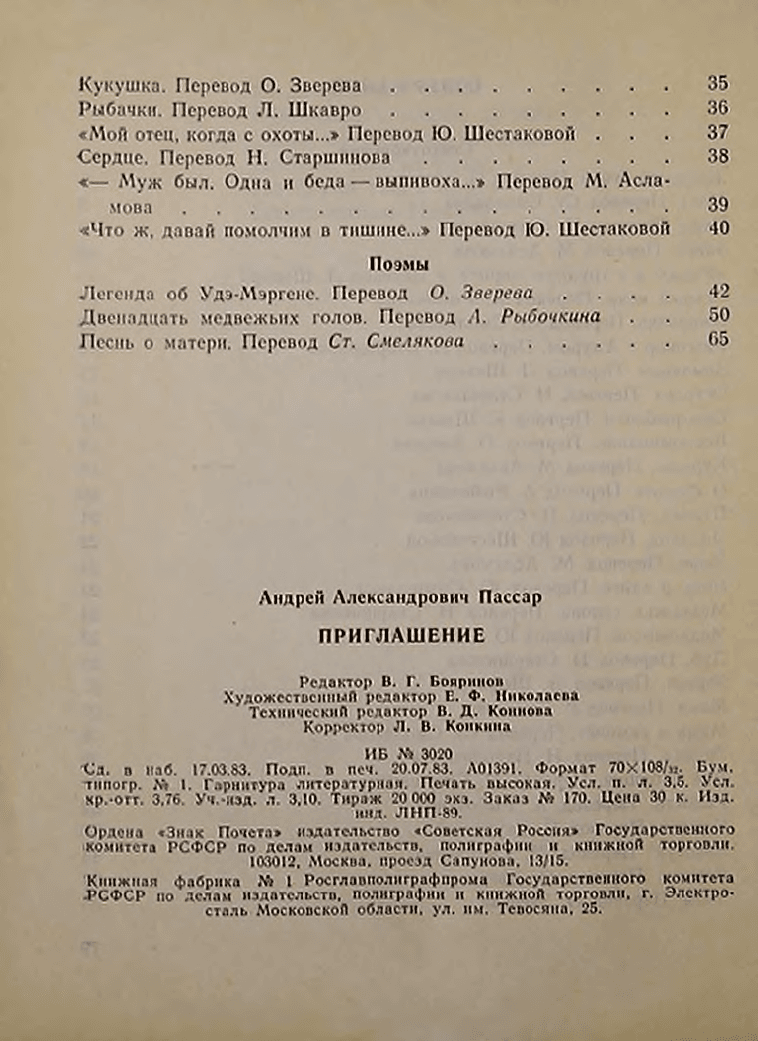 Кукушка. Перевод О. Зверева . . . . . . . . . 35
Рыбачки. Перевод Л. Шкавро . . . . . . . . . 36
«Мой отец, когда с охоты...» Перевод Ю. Шестаковой . . . 37
Сердце. Перевод Н. Старшинова . . . . . . . . 38
«— Муж был. Одна и беда — выпивоха...» Перевод М. Асла-
мова . . . . . . . . . . . . . . . . . . 39
«Что ж, давай помолчим в тишине...» Перевод Ю. Шестаковой 40
Поэмы
Легенда об Удэ-Мэргене. Перевод О. Зверева . . . . 42
Двенадцать медвежьих голов. Перевод Л. Рыбочкина . . 50
Песнь о матери. Перевод Ст. Смелякова . . . . . . 65
Андрей Александрович Пассар
ПРИГЛАШЕНИЕ
Редактор В. Г. Бояринов
Художественный редактор Е. Ф. Николаева
Технический редактор В. Д. Коннова
Корректор Л. В. Конкина
ИБ № 3020
Сд. в наб. 17.03.83. Подп. в печ. 20.07.83. А01391. Формат 70×108/32. Бум.
типогр. № 1. Гарнитура литературная. Печать высокая. Усл. п. л. 3,5. Усл.
кр.-отт. 3,76. Уч.-изд. л. 3,10. Тираж 20 000 экз. Заказ № 170. Цена 30 к. Изд.
инд. ЛНП-89.
Ордена «Знак Почета» издательство «Советская Россия» Государственного
комитета РСФСР по делам издательств, полиграфии и книжной торговли.
103012, Москва, проезд Сапунова, 13/15.
Книжная фабрика № 1 Росглавполиграфпрома Государственного комитета
РСФСР по делам издательств, полиграфии и книжной торговли, г. Электро-
сталь Московской области, ул. им. Тевосяна, 25.